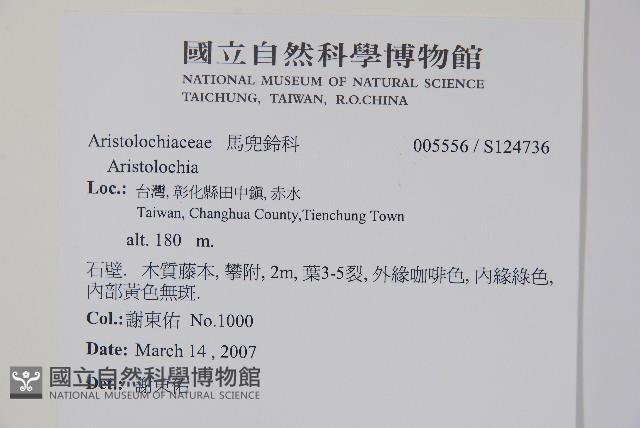 國立自然科學博物館
NATIONAL MUSEUM OF NATURAL SCIENCE
TAICHUNG, TAIWAN, R.O.CHINA
Aristolochiaceae 馬兜鈴科 005556 / S124736
Aristolochia
Loc.: 台灣, 彰化縣田中鎮, 赤水
Taiwan, Changhua County,Tienchung Town
alt. 180 m.
石壁. 木質藤本, 攀附, 2m, 葉3-5裂, 外緣咖啡色, 內緣綠色,
內部黃色無斑.
Col.: 謝東佑 No.1000
Date: March 14 , 2007
Det.: 謝東佑
國立自然科學博物館
NATIONAL MUSEUM OF NATURAL SCIENCE